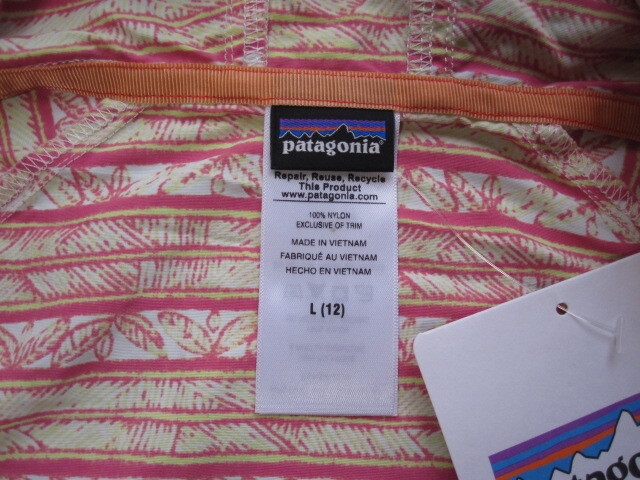 patagonia
Repair, Reuse, Recycle
This Product
www.patagonia.com
100% NYLON
EXCLUSIVE OF TRIM
MADE IN VIETNAM
FABRIQUÉ AU VIETNAM
HECHO EN VIETNAM
L (12)